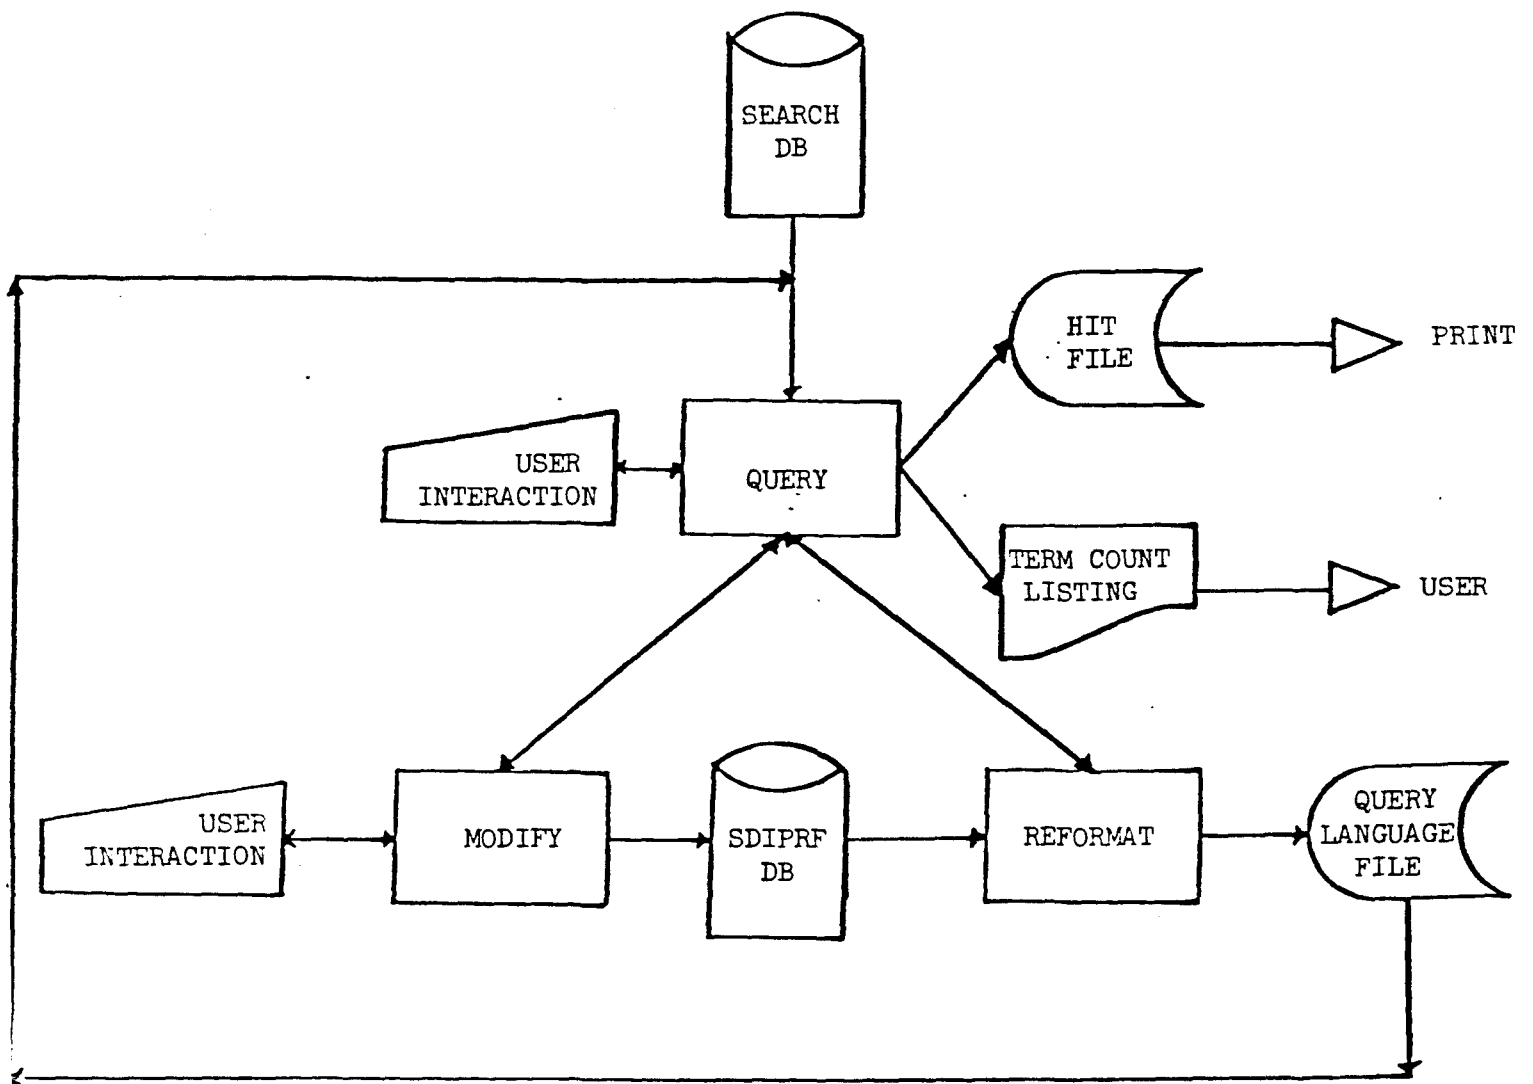 SEARCH
DB
HIT
FILE
PRINT
USER
INTERACTION
QUERY
TERM COUNT
LISTING
USER
USER
INTERACTION
MODIFY
SDIPRF
DB
REFORMAT
QUERY
LANGUAGE
FILE